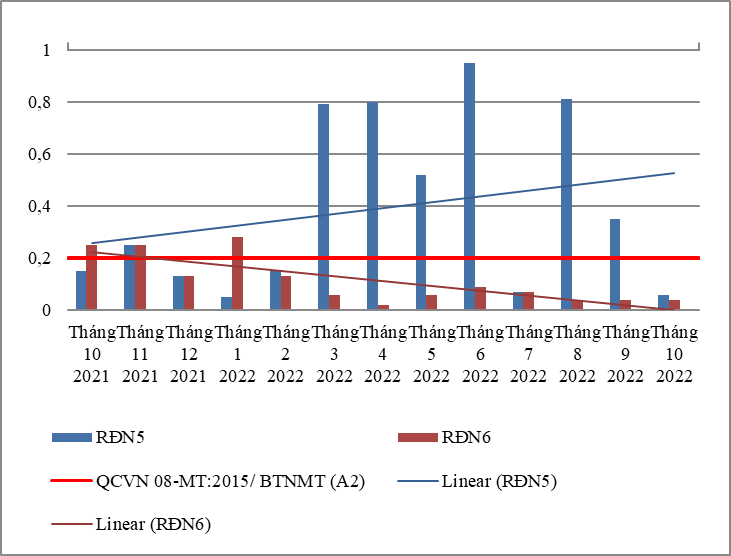 1
0,8
0,6
0,4
0,2
0
Tháng Tháng Tháng Tháng Tháng Tháng Tháng Tháng Tháng Tháng Tháng Tháng Tháng
10 11 12 1 2 3 4 5 6 7 8 9 10
2021 2021 2021 2022 2022 2022 2022 2022 2022 2022 2022 2022 2022
RĐN5 RĐN6
QCVN 08-MT:2015/ BTNMT (A2) Linear (RĐN5)
Linear (RĐN6)